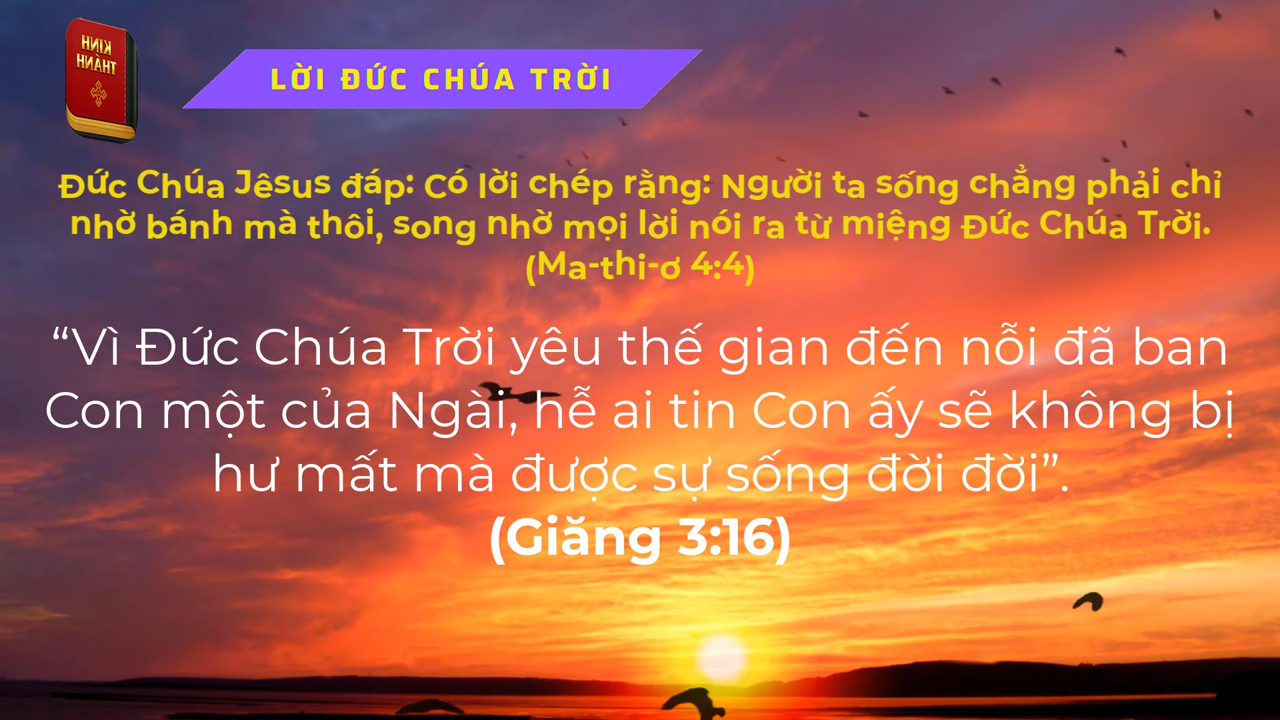 KINH
THÁNH
LỜI ĐỨC CHÚA TRỜI
Đức Chúa Jêsus đáp: Có lời chép rằng: Người ta sống chẳng phải chỉ
nhờ bánh mà thôi, song nhờ mọi lời nói ra từ miệng Đức Chúa Trời.
(Ma-thi-ơ 4:4)
“Vì Đức Chúa Trời yêu thế gian đến nỗi đã ban
Con một của Ngài, hễ ai tin Con ấy sẽ không bị
hư mất mà được sự sống đời đời”.
(Giăng 3:16)